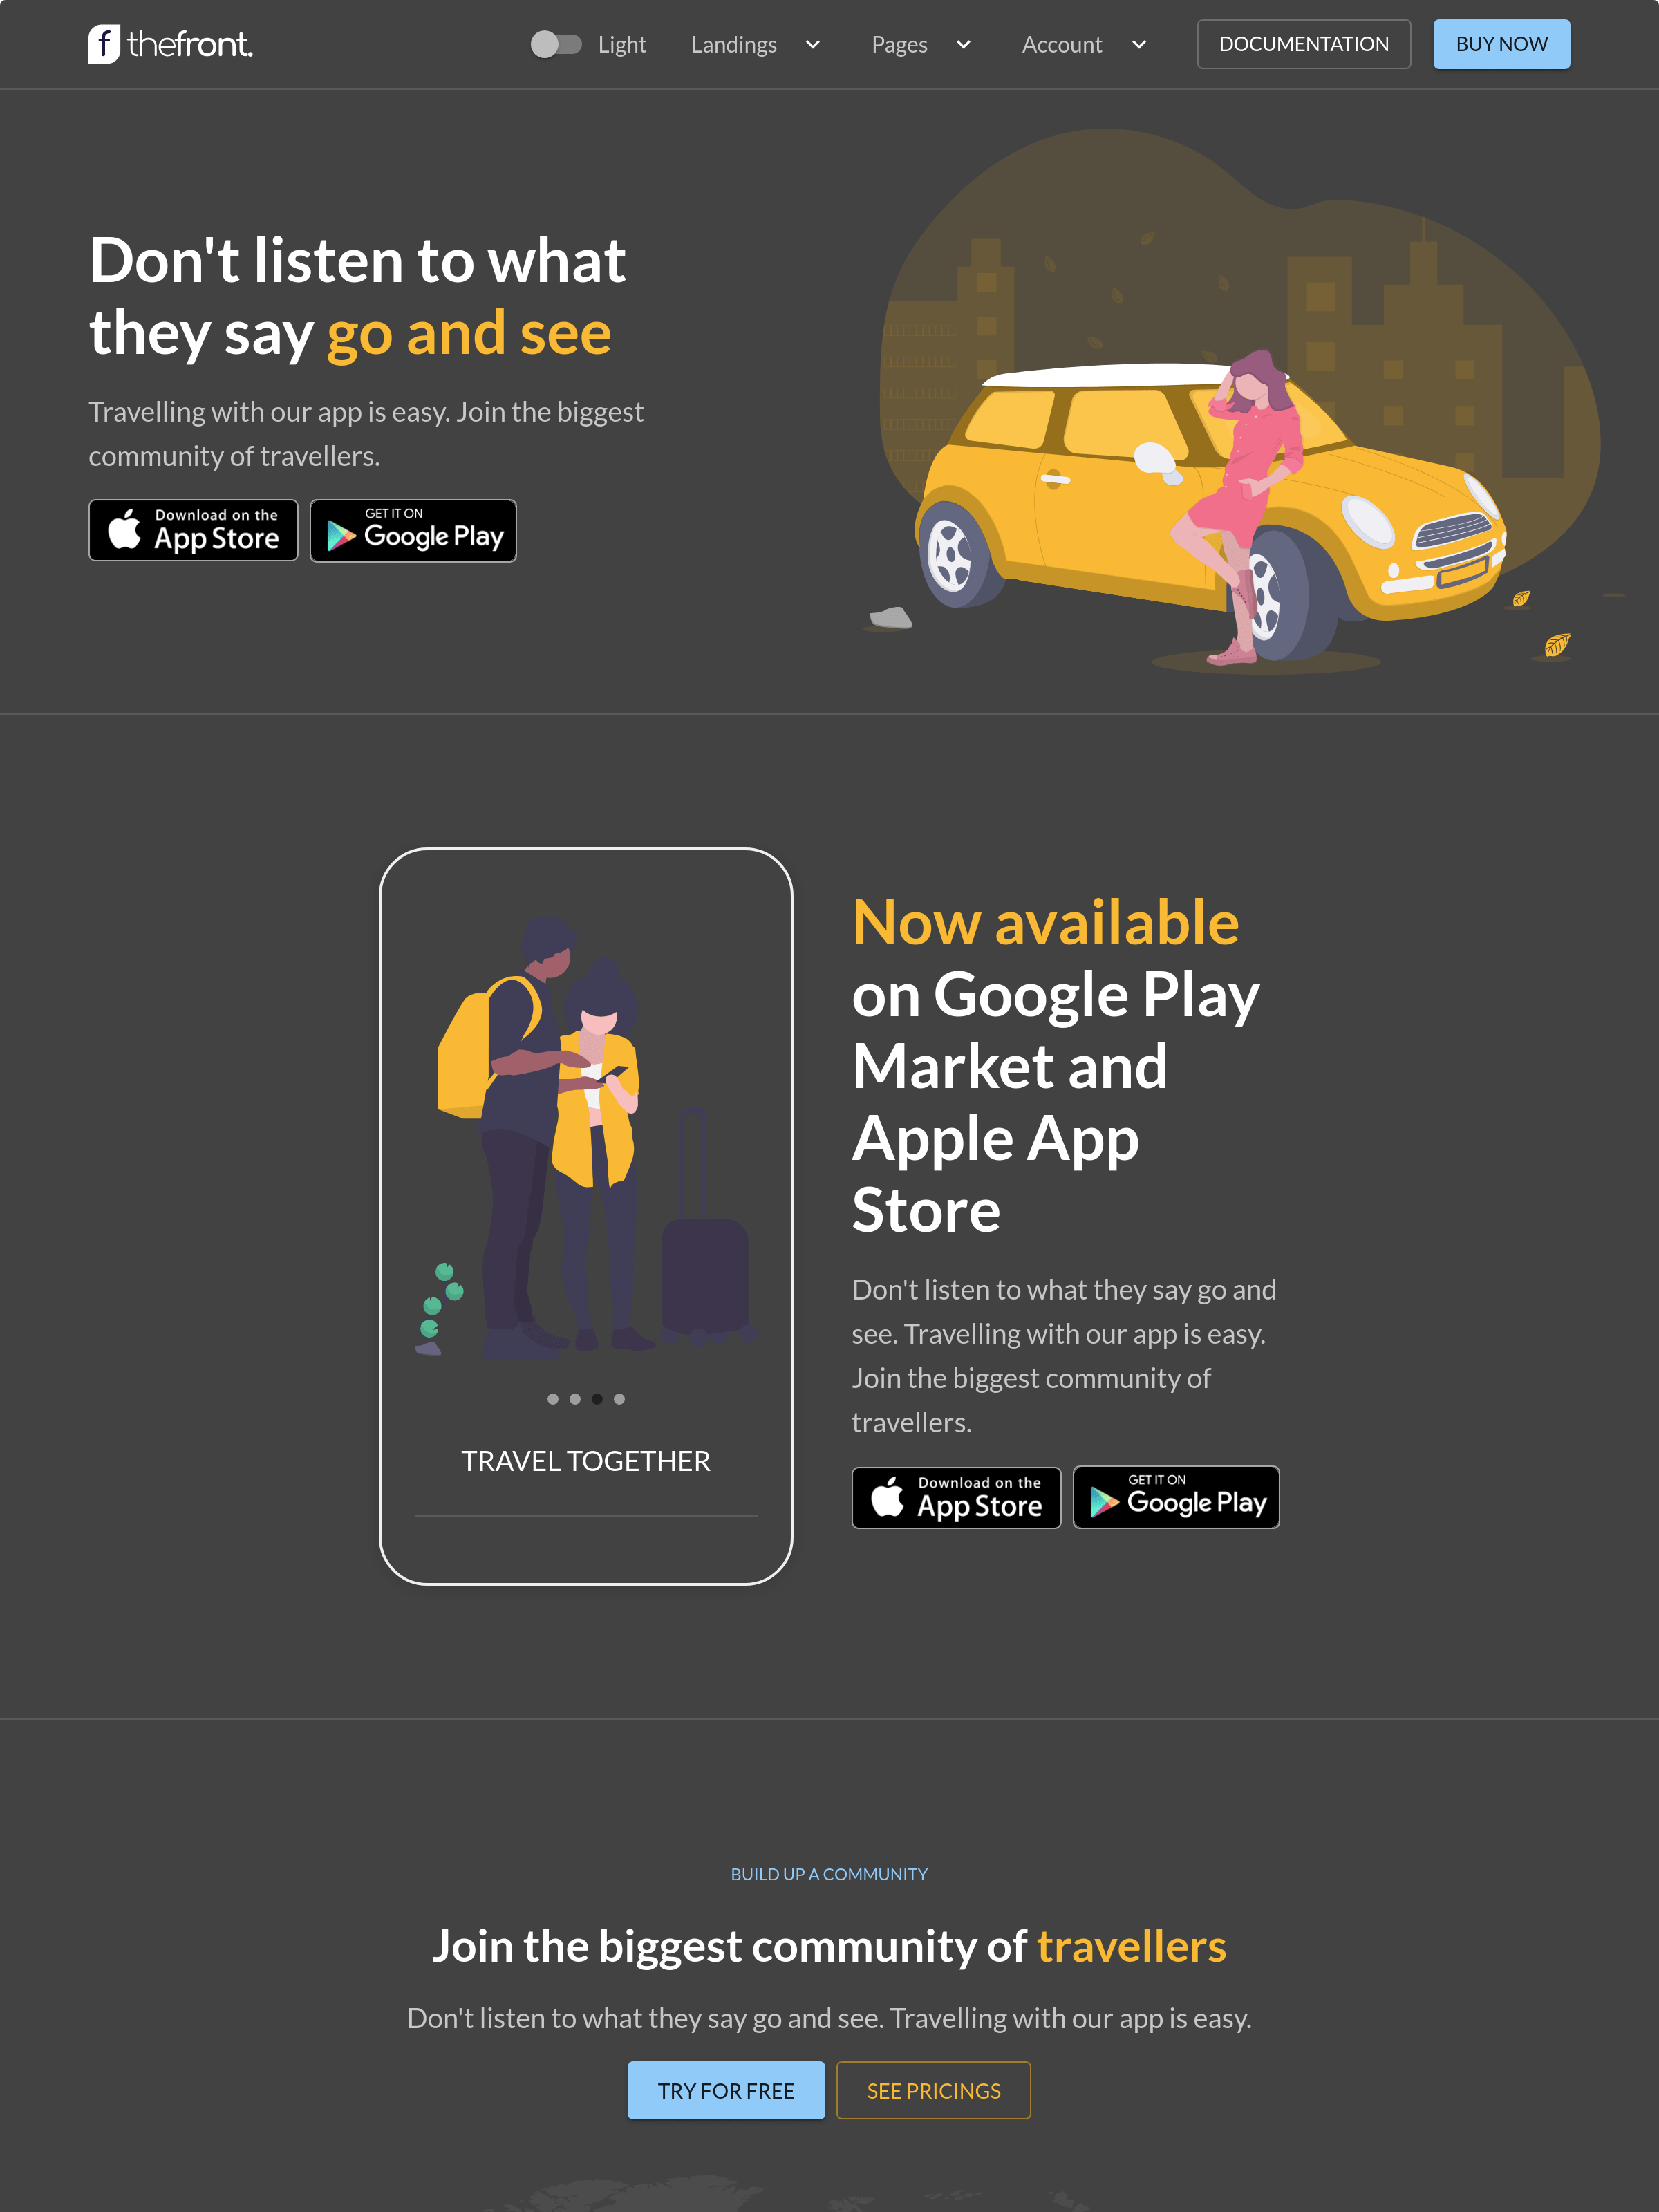 f thefront.
Light
Landings
Pages
Account
DOCUMENTATION
BUY NOW
Don't listen to what
they say go and see
Travelling with our app is easy. Join the biggest
community of travellers.
Download on the
App Store
GET IT ON
Google Play
Now available
on Google Play
Market and
Apple App
Store
Don't listen to what they say go and
see. Travelling with our app is easy.
Join the biggest community of
travellers.
TRAVEL TOGETHER
Download on the
App Store
GET IT ON
Google Play
BUILD UP A COMMUNITY
Join the biggest community of travellers
Don't listen to what they say go and see. Travelling with our app is easy.
TRY FOR FREE
SEE PRICINGS